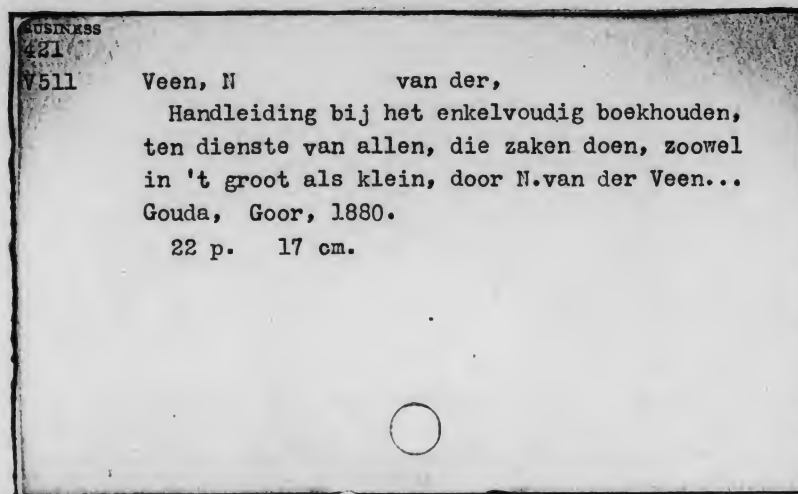 BUSINESS
421
V511 Veen, N van der,
Handleiding bij het enkelvoudig boekhouden,
ten dienste van allen, die zaken doen, zoowel
in 't groot als klein, door N.van der Veen...
Gouda, Goor, 1880.
22 p. 17 cm.